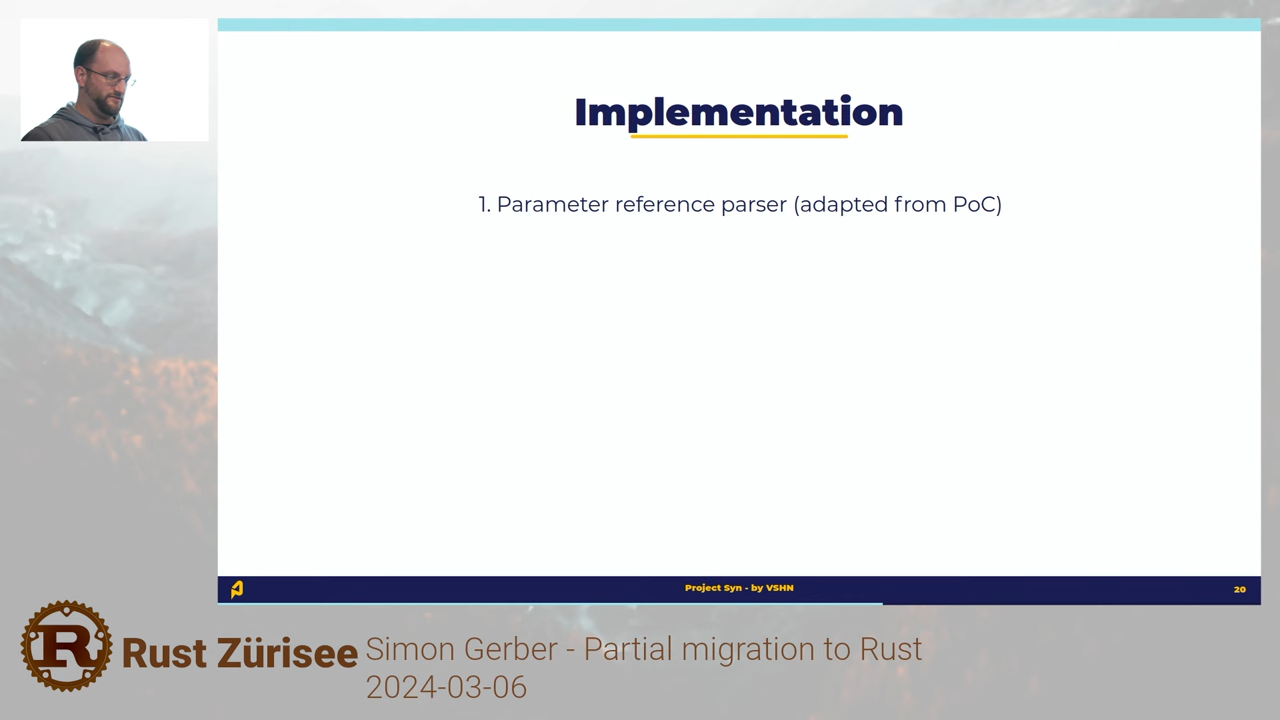 Implementation
1. Parameter reference parser (adapted from PoC)
Project Syn - by VSHN
20
R
Rust Zürisee
Simon Gerber - Partial migration to Rust
2024-03-06